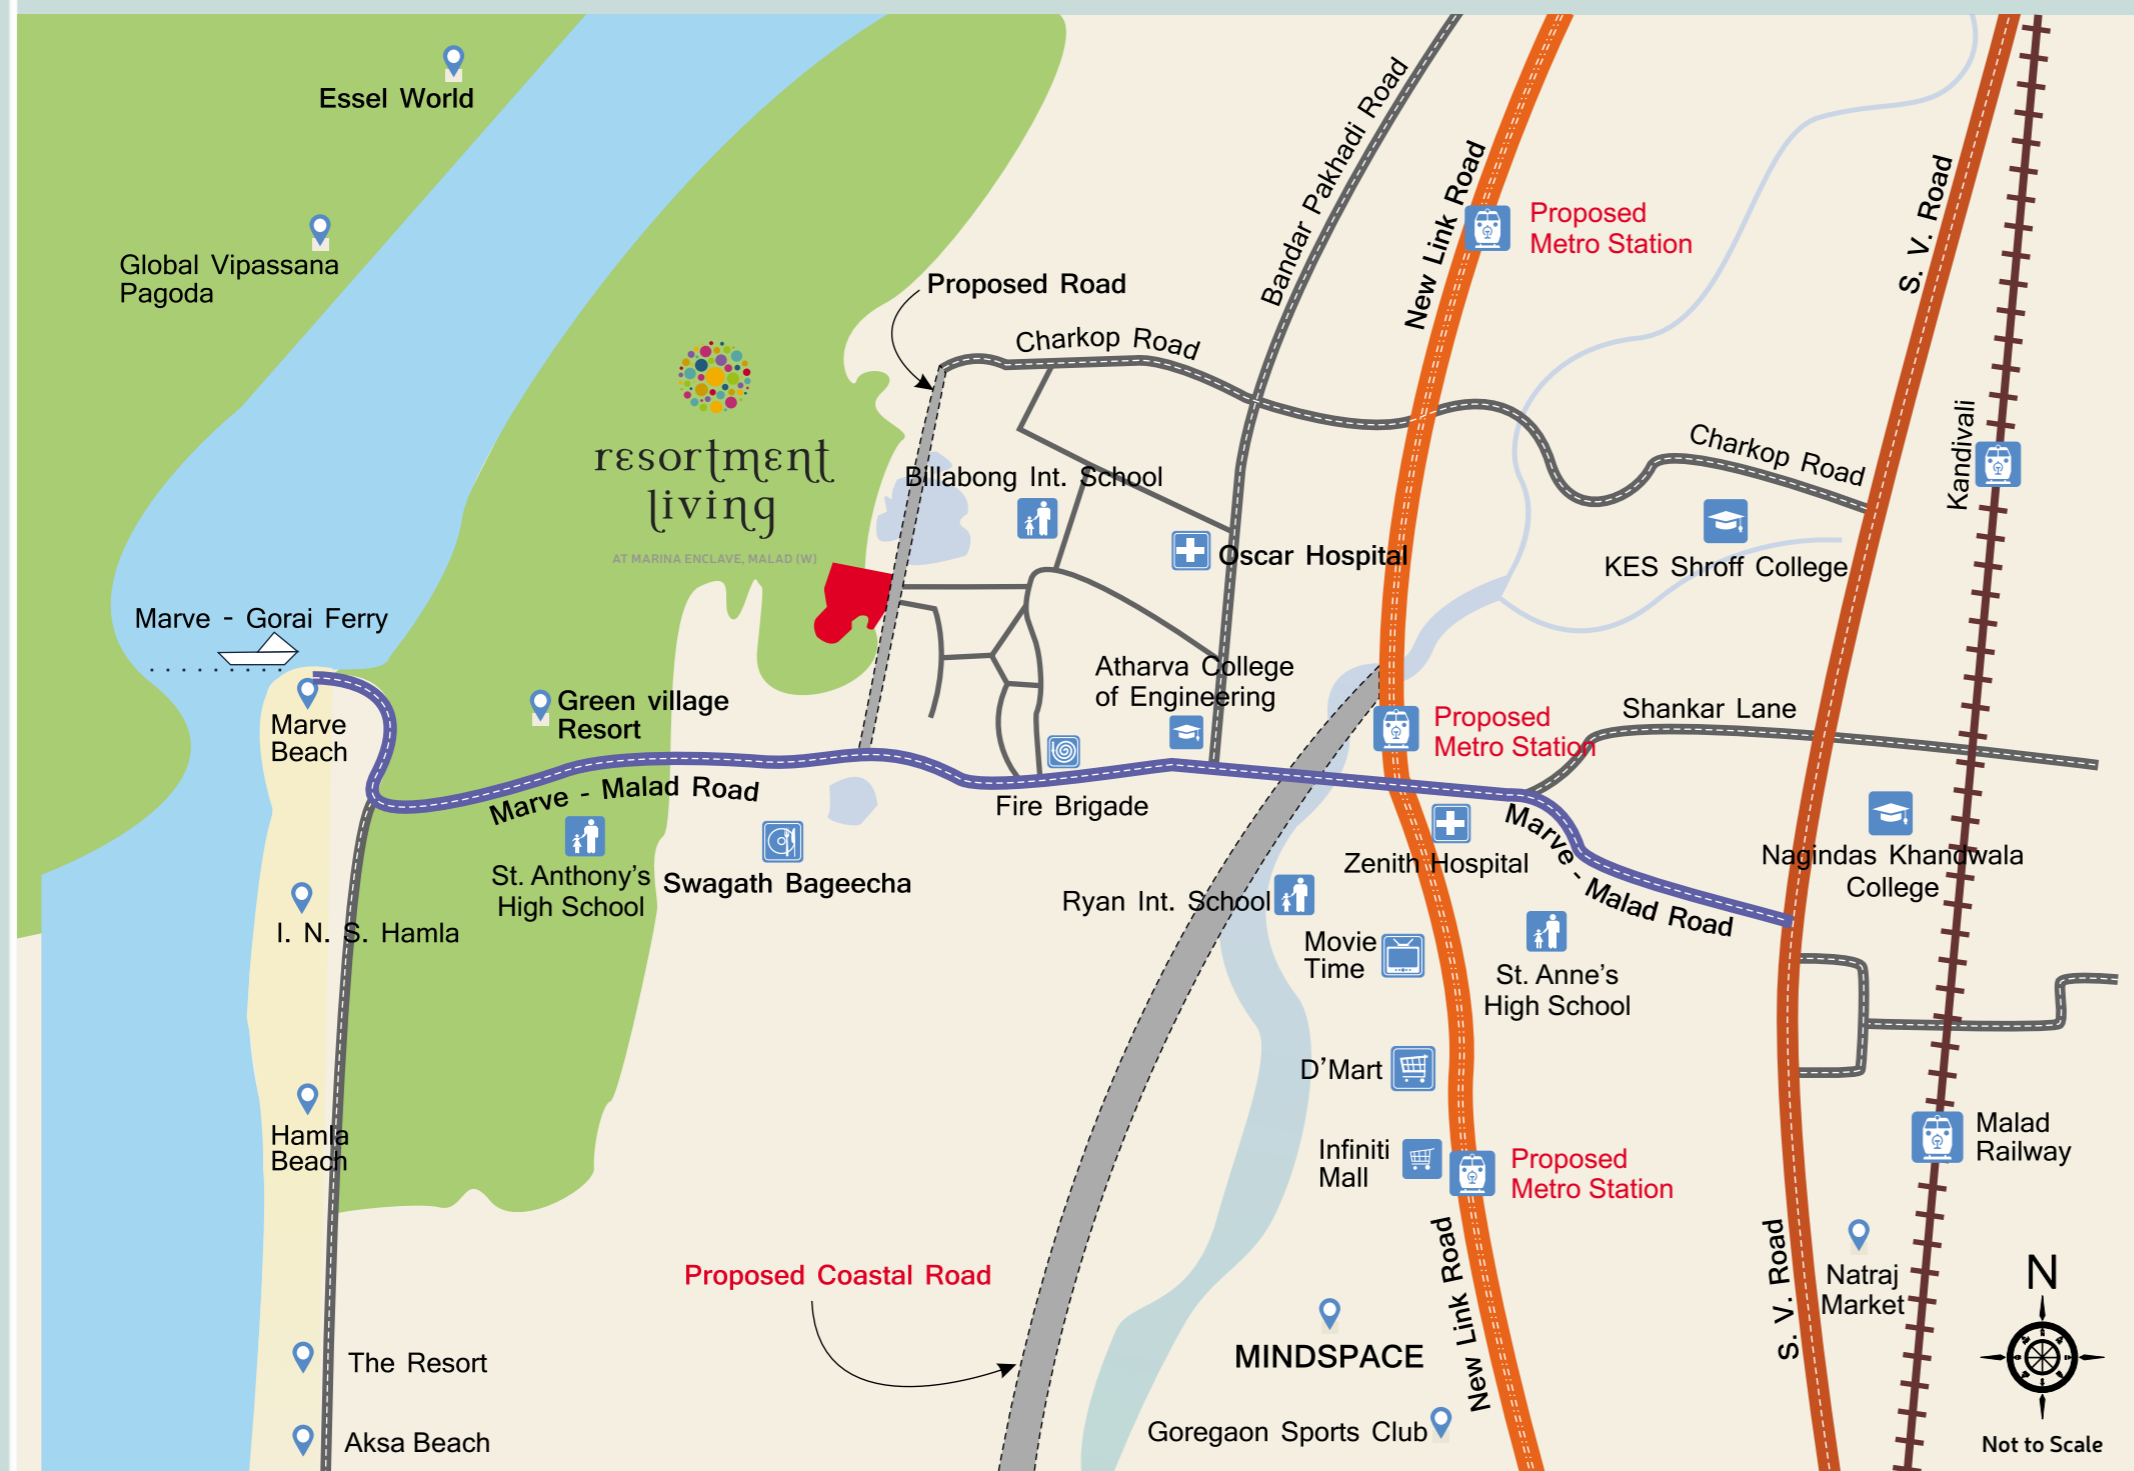 Essel World
Global Vipassana
Pagoda
Proposed Road
Charkop Road
Bandar Pakhadi Road
New Link Road
Proposed
Metro Station
S. V. Road
Kandivali
Charkop Road
resortment
living
AT MARINA ENCLAVE, MALAD (W)
Billabong Int. School
Oscar Hospital
KES Shroff College
Marve - Gorai Ferry
Marve
Beach
Green village
Resort
Atharva College
of Engineering
Proposed
Metro Station
Shankar Lane
Marve - Malad Road
Fire Brigade
Zenith Hospital
Marve - Malad Road
Nagindas Khandwala
College
St. Anthony's
High School
Swagath Bageecha
Ryan Int. School
I. N. S. Hamla
Movie
Time
St. Anne's
High School
D'Mart
Hamla
Beach
Infiniti
Mall
Proposed
Metro Station
Malad
Railway
Proposed Coastal Road
New Link Road
S. V. Road
Natraj
Market
N
MINDSPACE
The Resort
Goregaon Sports Club
Aksa Beach
Not to Scale